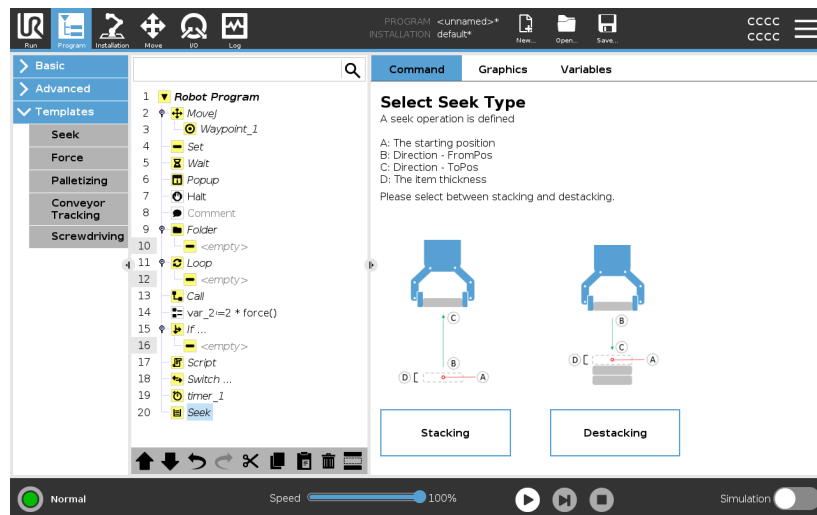 PROGRAM <unnamed>*
INSTALLATION default*
CCCC
CCCC
Run Program Installation Move I/O Log
New... Open... Save...
Basic
Advanced
Templates
Seek
Force
Palletizing
Conveyor
Tracking
Screwdriving
1 Robot Program
2 MoveJ
3 Waypoint_1
4 Set
5 Wait
6 Popup
7 Halt
8 Comment
9 Folder
10 <empty>
11 Loop
12 <empty>
13 Call
14 var_2:=2 * force()
15 If ...
16 <empty>
17 Script
18 Switch ...
19 timer_1
20 Seek
Command Graphics Variables
Select Seek Type
A seek operation is defined
A: The starting position
B: Direction - FromPos
C: Direction - ToPos
D: The item thickness
Please select between stacking and destacking.
C
B
D A
B
C
D A
Stacking
Destacking
Normal
Speed 100%
Simulation